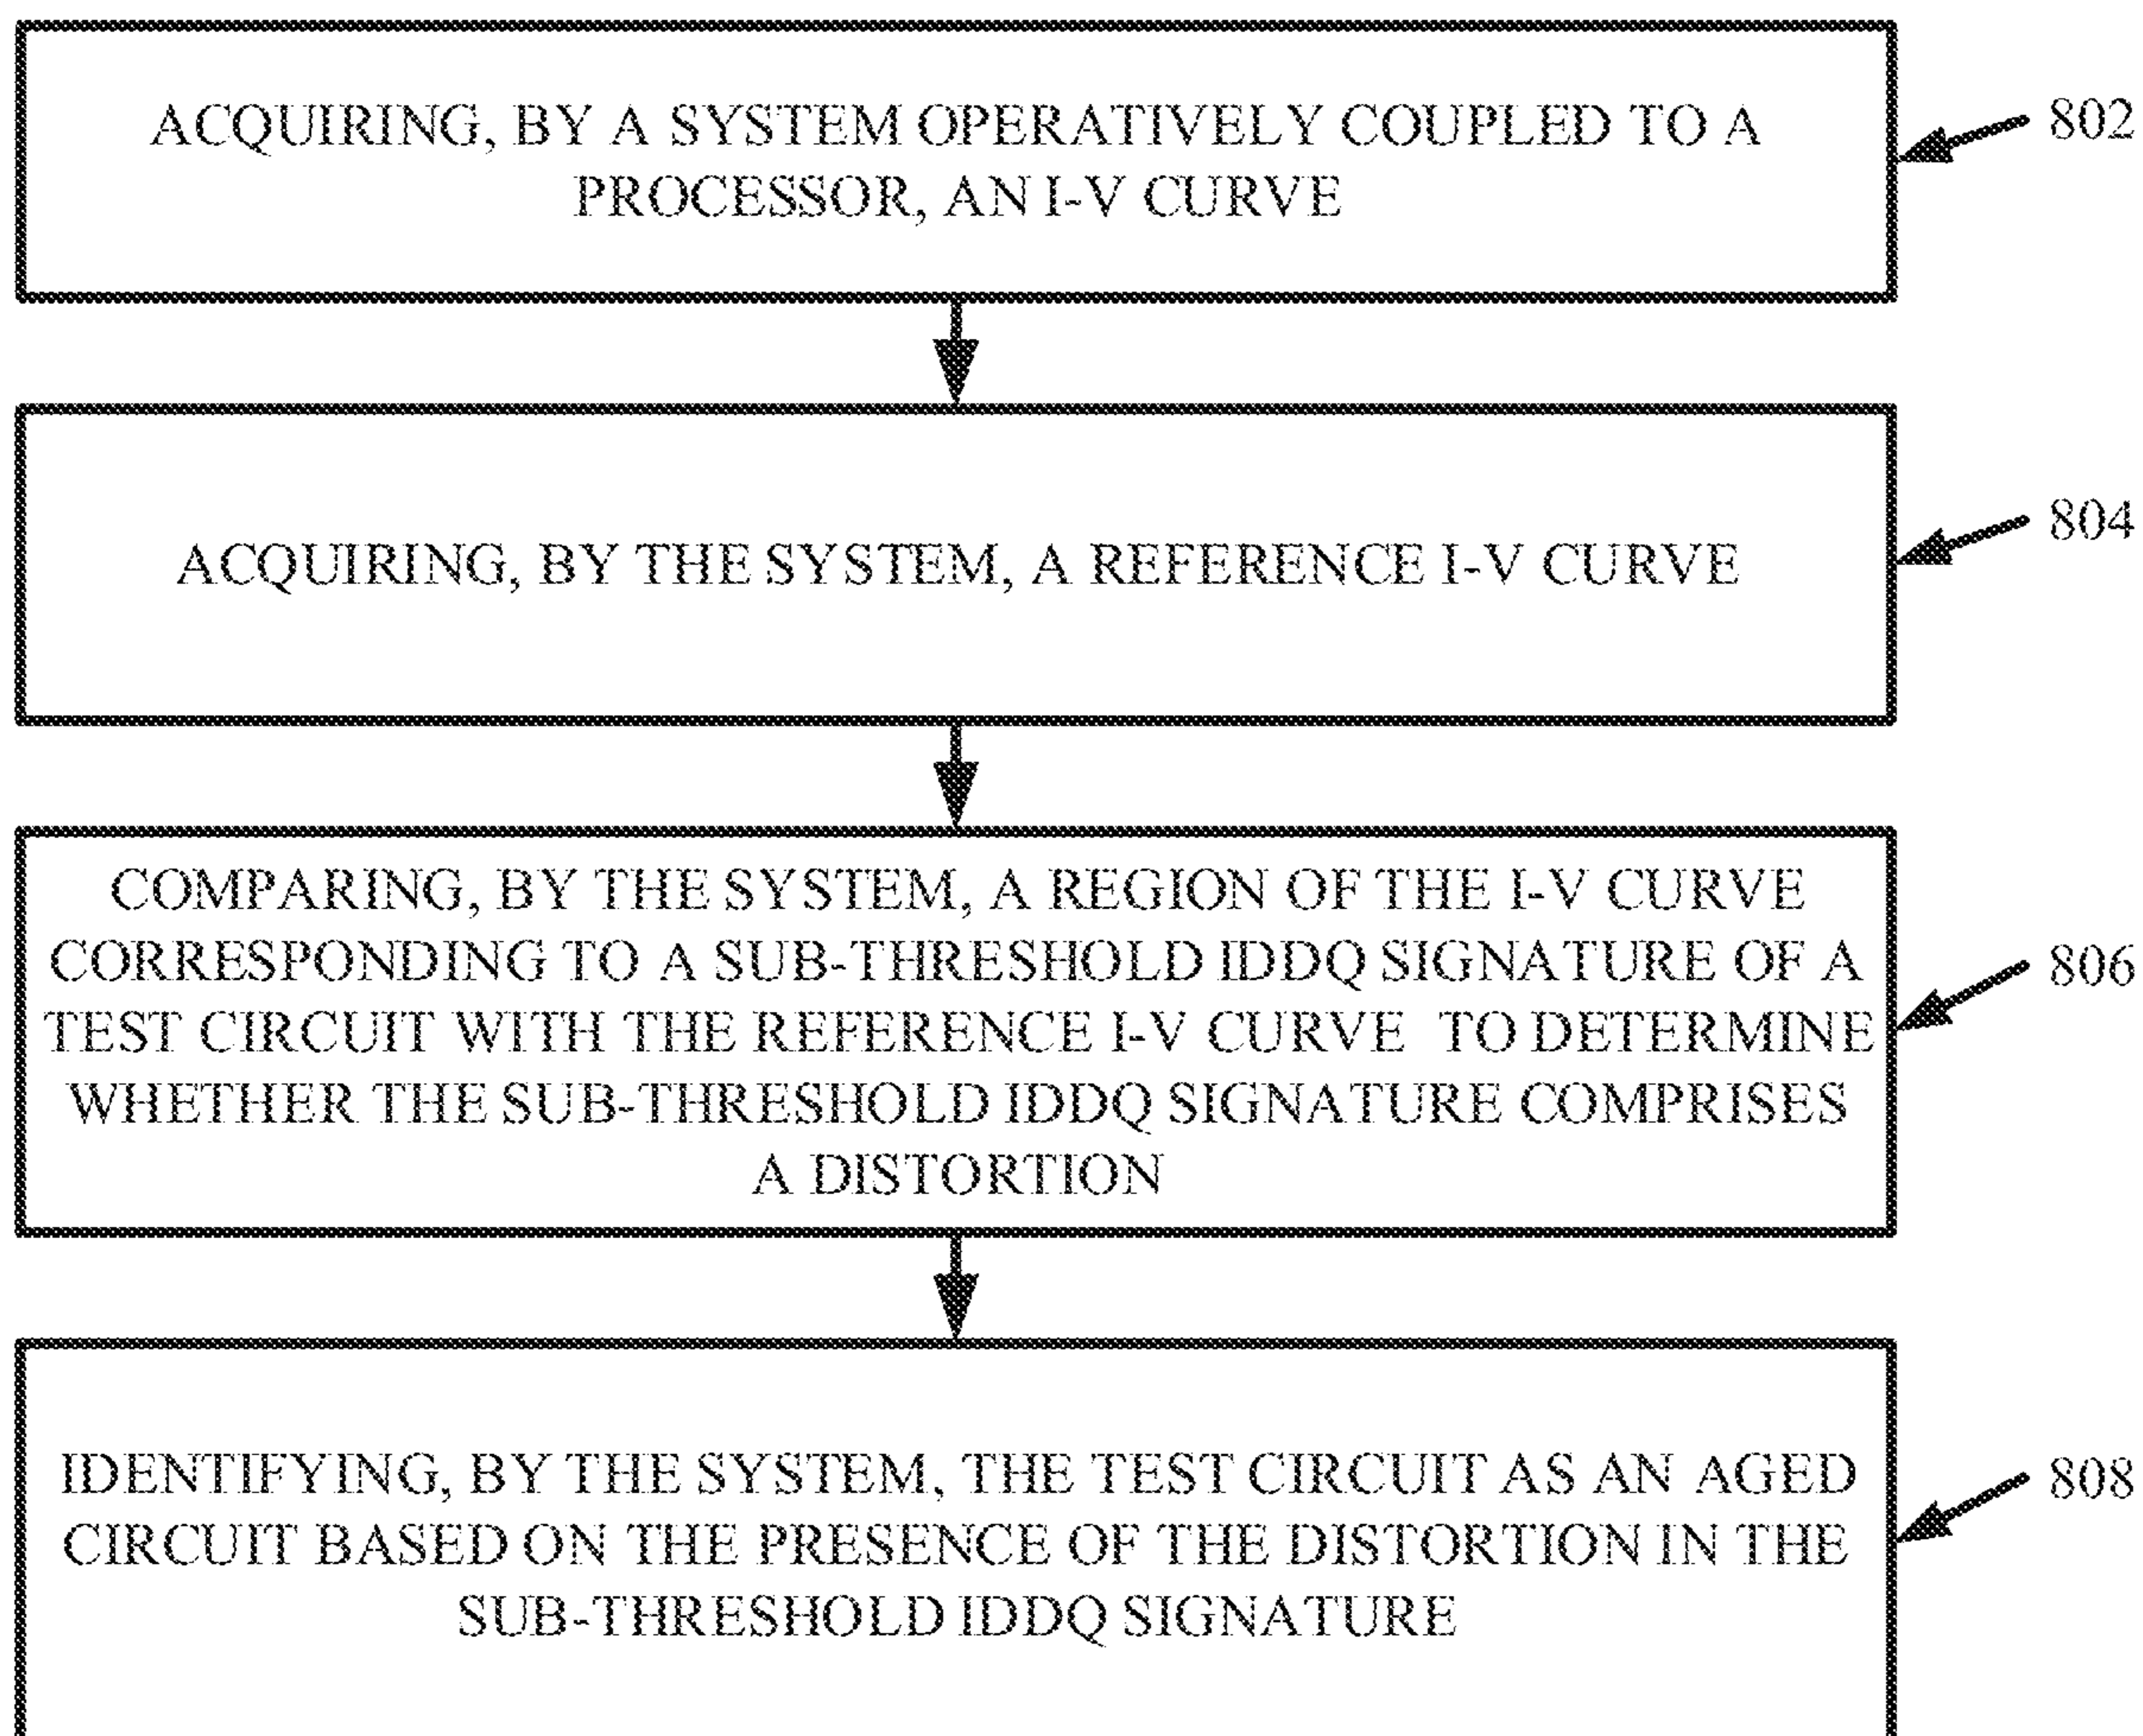 ACQUIRING, BY A SYSTEM OPERATIVELY COUPLED TO A
PROCESSOR, AN I-V CURVE
802
ACQUIRING, BY THE SYSTEM, A REFERENCE I-V CURVE
804
COMPARING, BY THE SYSTEM, A REGION OF THE I-V CURVE
CORRESPONDING TO A SUB-THRESHOLD IDDQ SIGNATURE OF A
TEST CIRCUIT WITH THE REFERENCE I-V CURVE TO DETERMINE
WHETHER THE SUB-THRESHOLD IDDQ SIGNATURE COMPRISES
A DISTORTION
806
IDENTIFYING, BY THE SYSTEM, THE TEST CIRCUIT AS AN AGED
CIRCUIT BASED ON THE PRESENCE OF THE DISTORTION IN THE
SUB-THRESHOLD IDDQ SIGNATURE
808